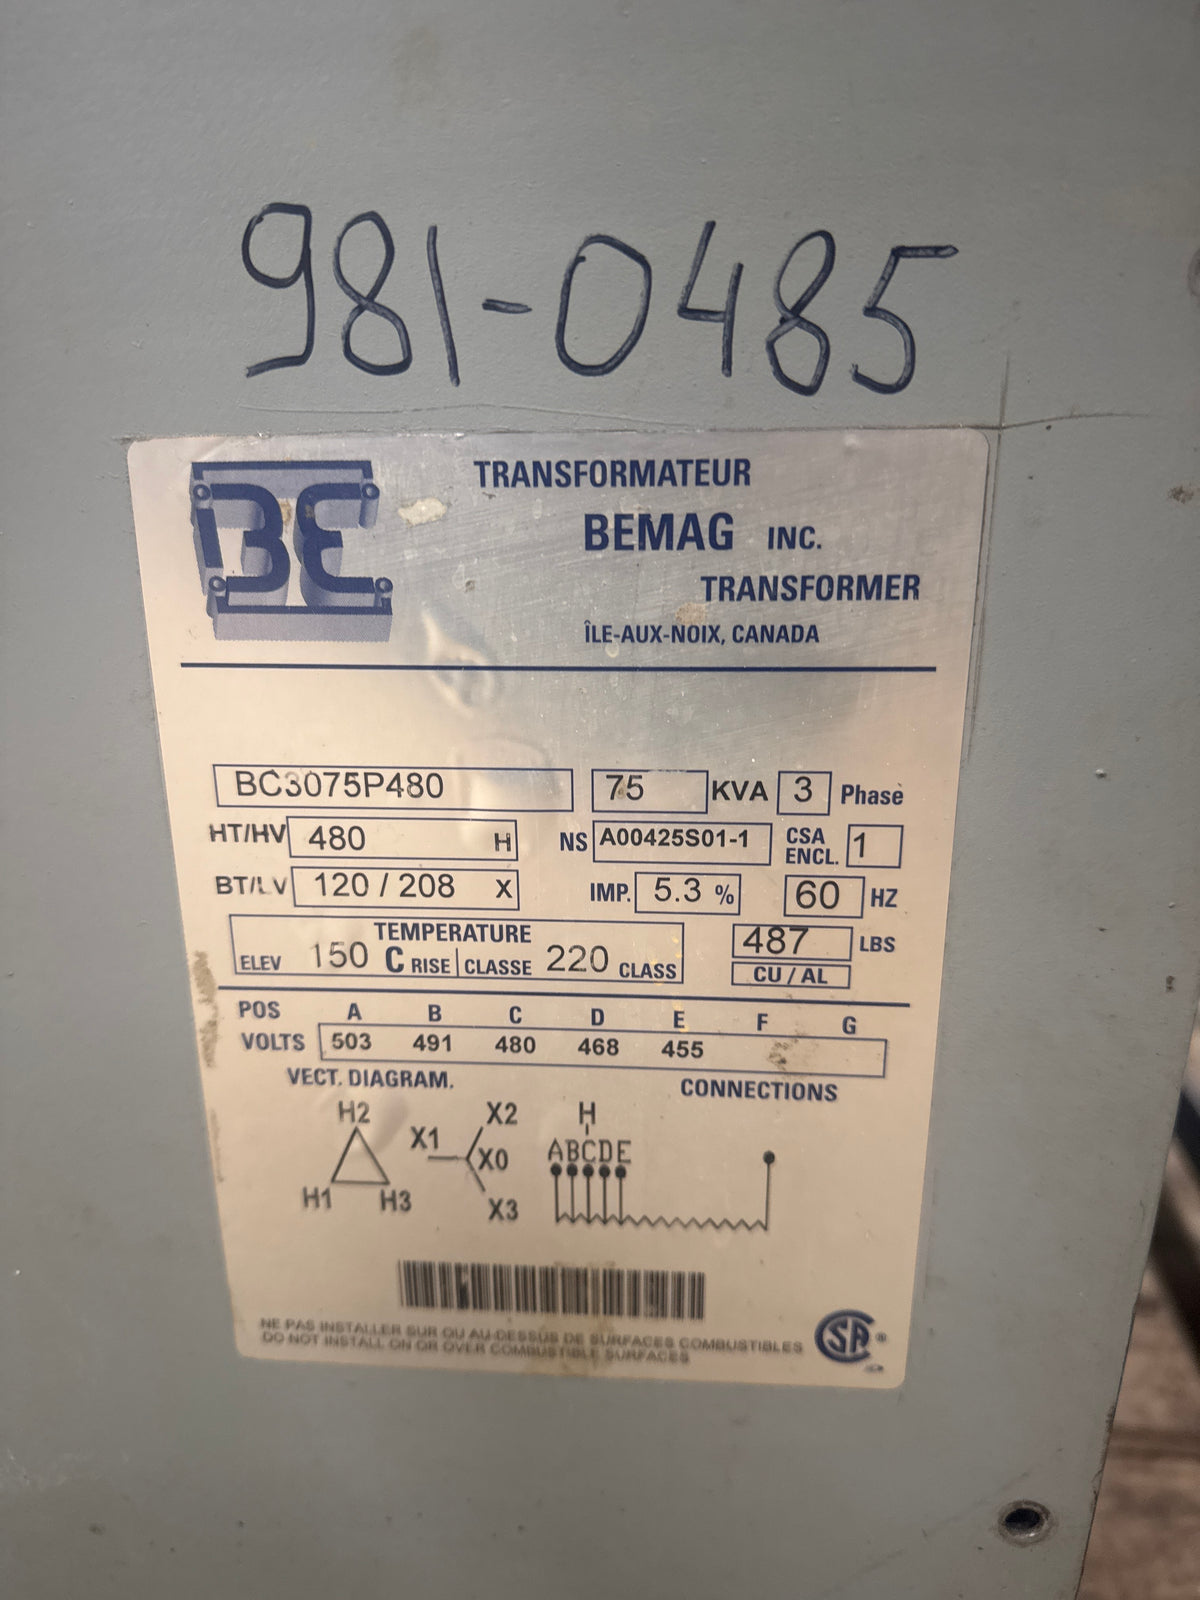 981-0485
BE
TRANSFORMATEUR
BEMAG INC.
TRANSFORMER
ÎLE-AUX-NOIX, CANADA
BC3075P480 75 KVA 3 Phase
HT/HV 480 H NS A00425S01-1 CSA ENCL. 1
BT/LV 120 / 208 X IMP. 5.3 % 60 HZ
TEMPERATURE 487 LBS
ELEV 150 C RISE CLASSE 220 CLASS CU / AL
POS A B C D E F G
VOLTS 503 491 480 468 455
VECT. DIAGRAM. CONNECTIONS
H2 X2 H
X1 X0 ABCDE
H1 H3 X3
NE PAS INSTALLER SUR OU AU-DESSUS DE SURFACES COMBUSTIBLES
DO NOT INSTALL ON OR OVER COMBUSTIBLE SURFACES
SA ®